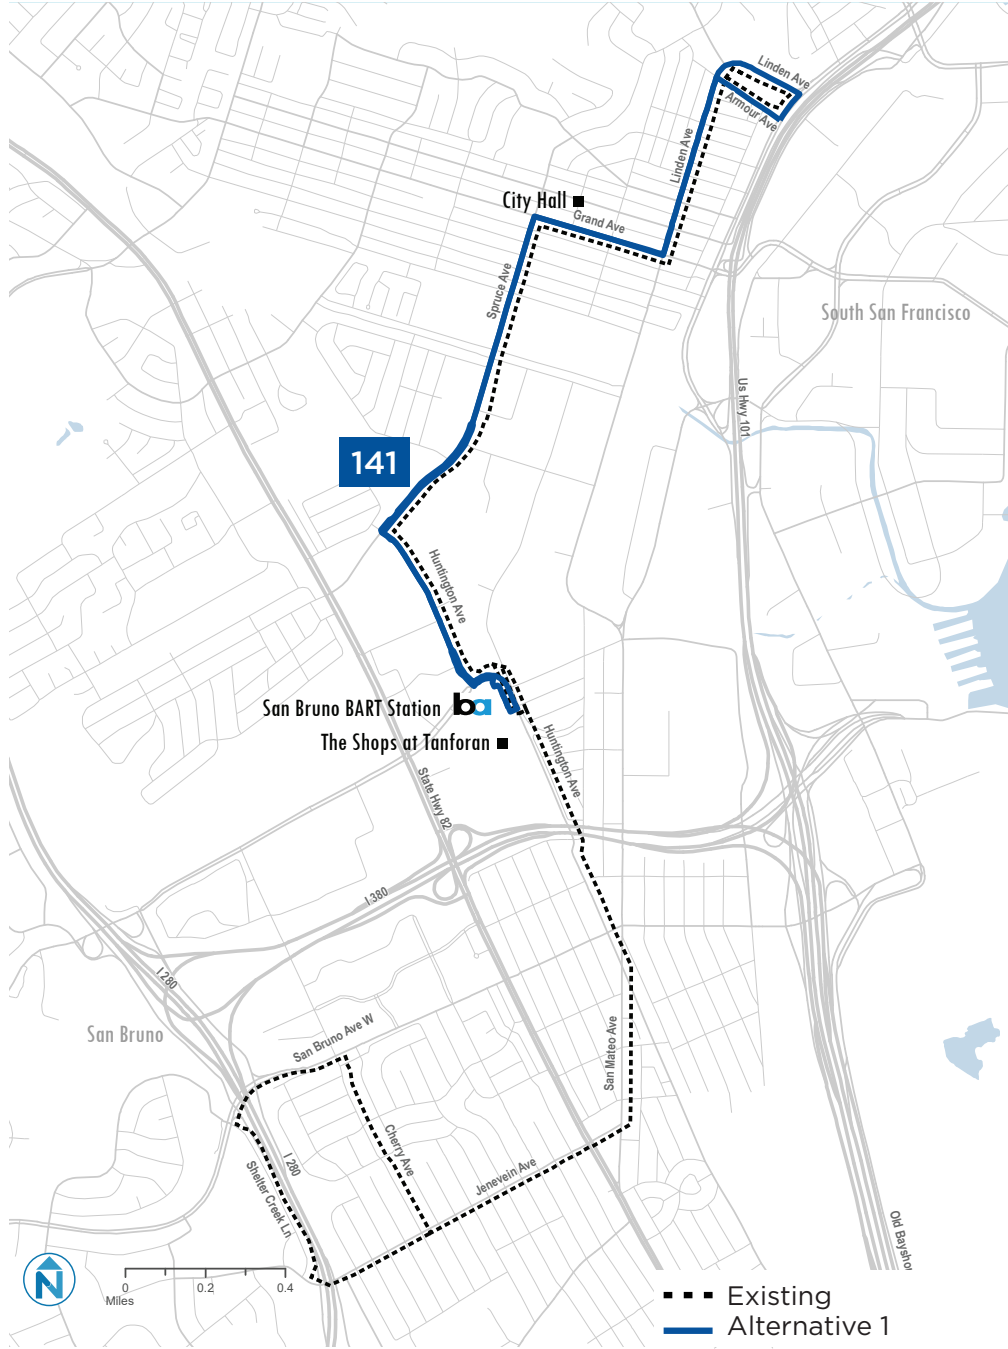 Linden Ave
Armour Ave
Linden Ave
City Hall
Grand Ave
Spruce Ave
South San Francisco
Us Hwy 101
141
Huntington Ave
San Bruno BART Station
ba
The Shops at Tanforan
Huntington Ave
State Hwy 82
I 380
I 280
San Bruno
San Bruno Ave W
San Mateo Ave
Cherry Ave
I 280
Shelter Creek Ln
Jenevein Ave
Old Bayshor
N
0 0.2 0.4
Miles
Existing
Alternative 1